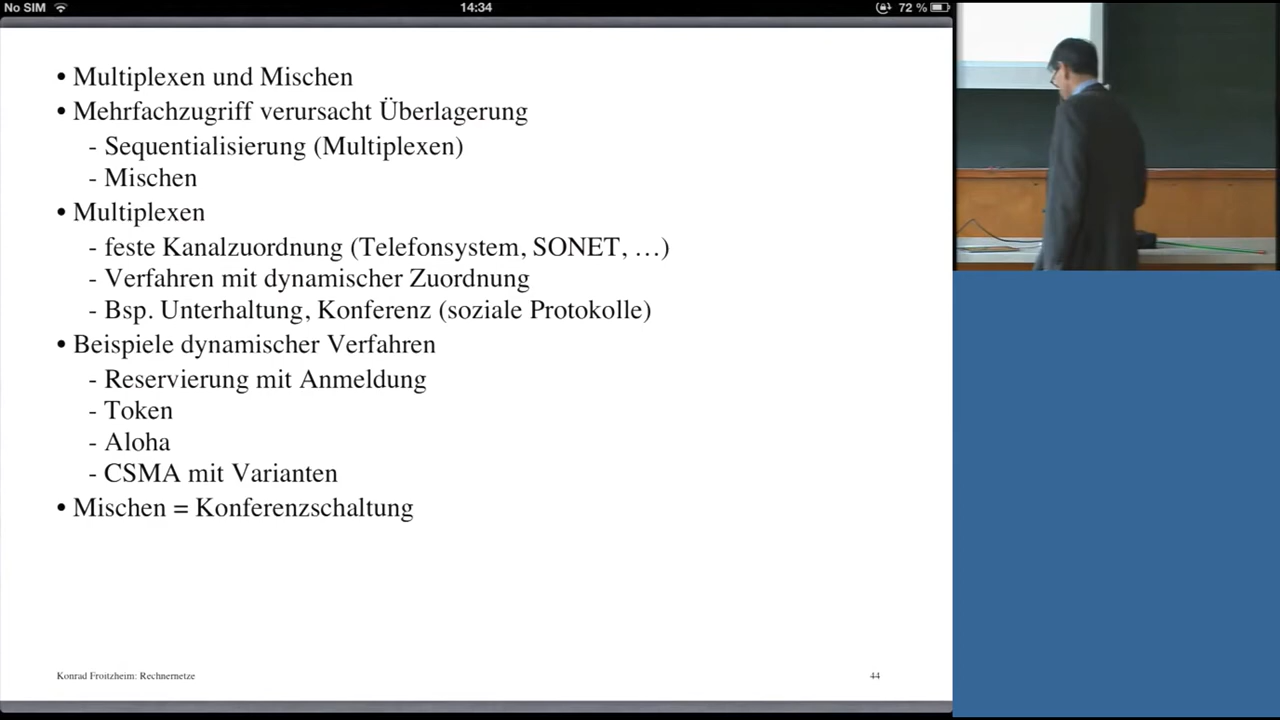 No SIM 14:34 72 %
• Multiplexen und Mischen
• Mehrfachzugriff verursacht Überlagerung
- Sequentialisierung (Multiplexen)
- Mischen
• Multiplexen
- feste Kanalzuordnung (Telefonsystem, SONET, …)
- Verfahren mit dynamischer Zuordnung
- Bsp. Unterhaltung, Konferenz (soziale Protokolle)
• Beispiele dynamischer Verfahren
- Reservierung mit Anmeldung
- Token
- Aloha
- CSMA mit Varianten
• Mischen = Konferenzschaltung
Konrad Froitzheim: Rechnernetze 44